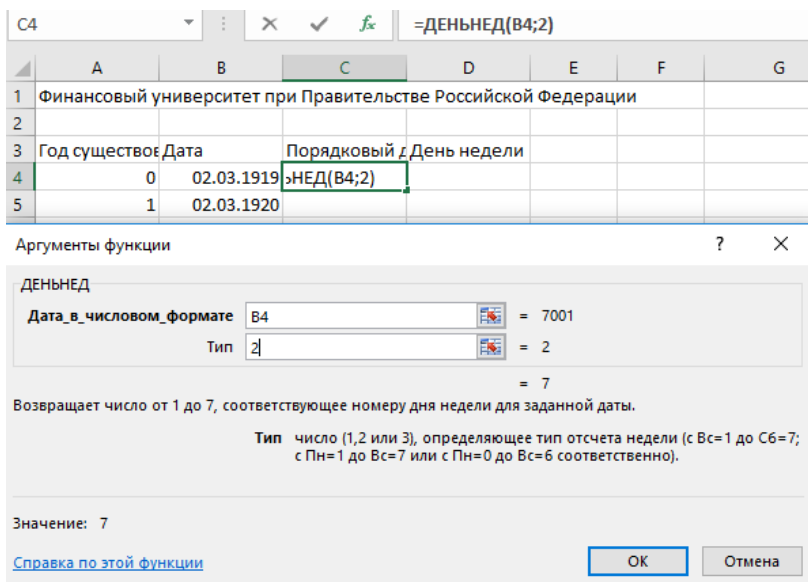 C4 =ДЕНЬНЕД(B4;2)
A B C D E F G
1 Финансовый университет при Правительстве Российской Федерации
2
3 Год существов Дата Порядковый д День недели
4 0 02.03.1919 ЬНЕД(B4;2)
5 1 02.03.1920
Аргументы функции ? ×
ДЕНЬНЕД
Дата_в_числовом_формате B4 = 7001
Тип 2 = 2
= 7
Возвращает число от 1 до 7, соответствующее номеру дня недели для заданной даты.
Тип число (1,2 или 3), определяющее тип отсчета недели (с Вс=1 до Сб=7;
с Пн=1 до Вс=7 или с Пн=0 до Вс=6 соответственно).
Значение: 7
Справка по этой функции ОК Отмена